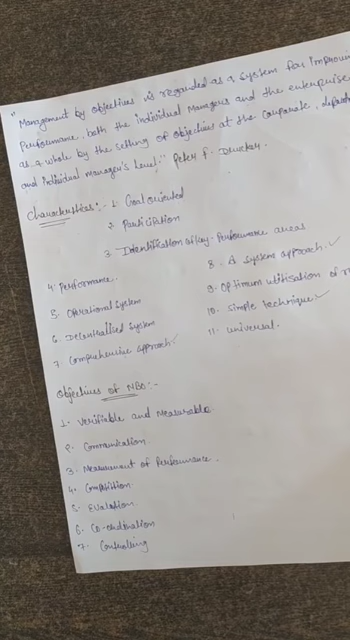 "Management by objectives is regarded as a system for improvin
Performance, both the individual Managers and the enterprise
as a whole by the setting of objectives at the corporate, depart
and individual manager's level." Peter F. Drucker.
Characteristics:- 1. Goal oriented
2. Participation
3. Identification of key-Performance areas
4. Performance.
5. Operational System
6. Decentralised System
7. Comprehensive approach ✓
8. A system approach. ✓
9. Optimum utilisation of r
10. Simple technique ✓
11. universal.
Objectives of MBO:-
1. Verifiable and Measurable.
2. Communication.
3. Measurement of Performance.
4. Competition.
5. Evaluation.
6. Co-ordination
7. Controlling